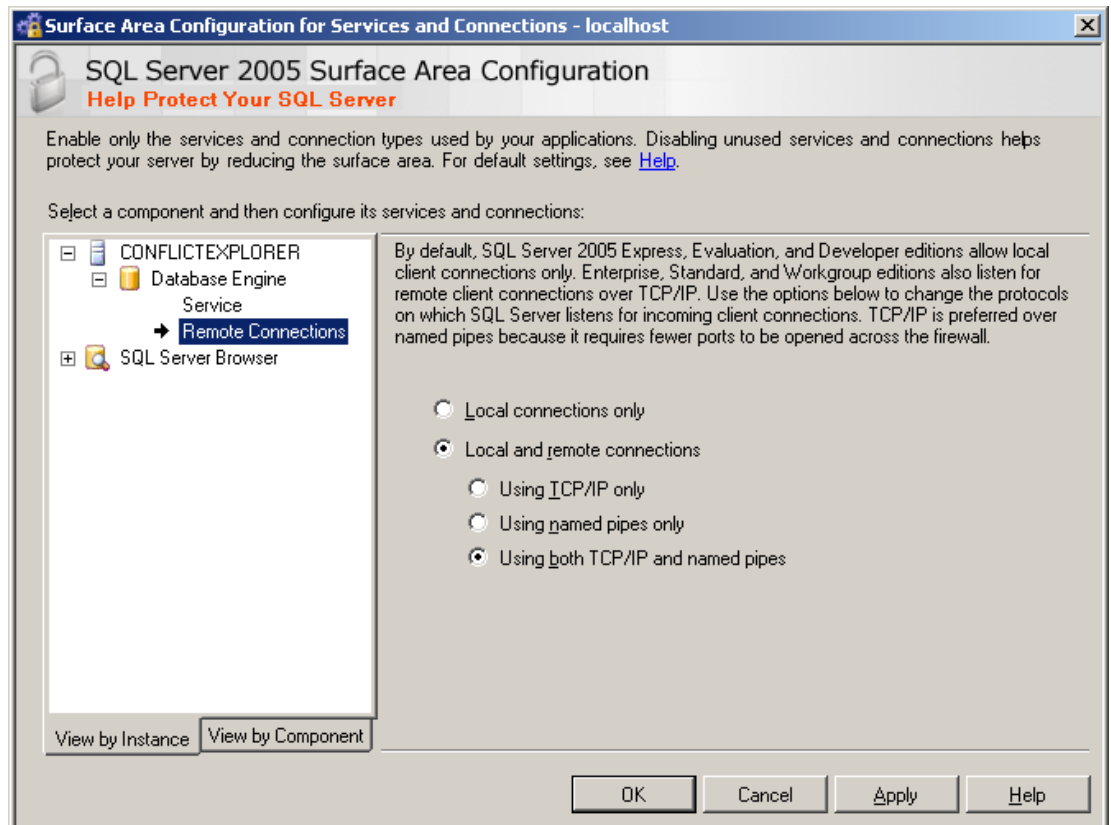 Surface Area Configuration for Services and Connections - localhost
SQL Server 2005 Surface Area Configuration
Help Protect Your SQL Server
Enable only the services and connection types used by your applications. Disabling unused services and connections helps
protect your server by reducing the surface area. For default settings, see Help.
Select a component and then configure its services and connections:
CONFLICTEXPLORER
Database Engine
Service
Remote Connections
SQL Server Browser
View by Instance
View by Component
By default, SQL Server 2005 Express, Evaluation, and Developer editions allow local
client connections only. Enterprise, Standard, and Workgroup editions also listen for
remote client connections over TCP/IP. Use the options below to change the protocols
on which SQL Server listens for incoming client connections. TCP/IP is preferred over
named pipes because it requires fewer ports to be opened across the firewall.
Local connections only
Local and remote connections
Using TCP/IP only
Using named pipes only
Using both TCP/IP and named pipes
OK
Cancel
Apply
Help